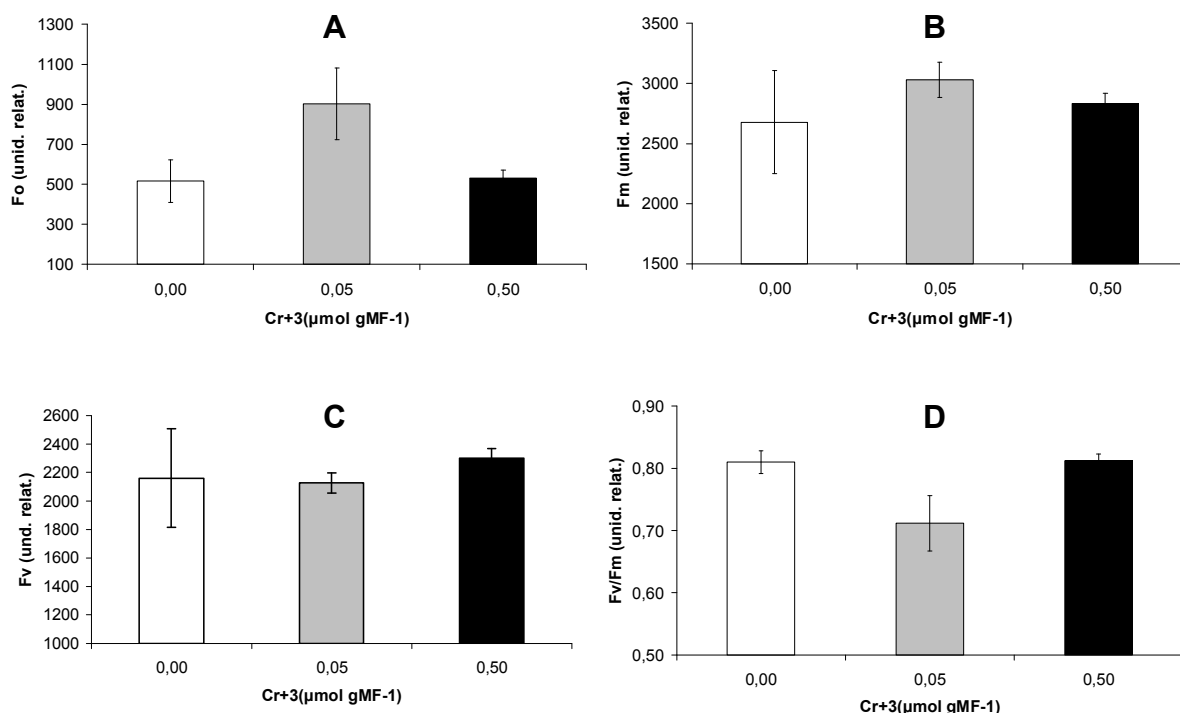 A
Fo (unid. relat.)
1300
1100
900
700
500
300
100
0,00 0,05 0,50
Cr+3(µmol gMF-1)
B
Fm (unid. relat.)
3500
3000
2500
2000
1500
0,00 0,05 0,50
Cr+3(µmol gMF-1)
C
Fv (und. relat.)
2600
2400
2200
2000
1800
1600
1400
1200
1000
0,00 0,05 0,50
Cr+3(µmol gMF-1)
D
Fv/Fm (unid. relat.)
0,90
0,80
0,70
0,60
0,50
0,00 0,05 0,50
Cr+3(µmol gMF-1)